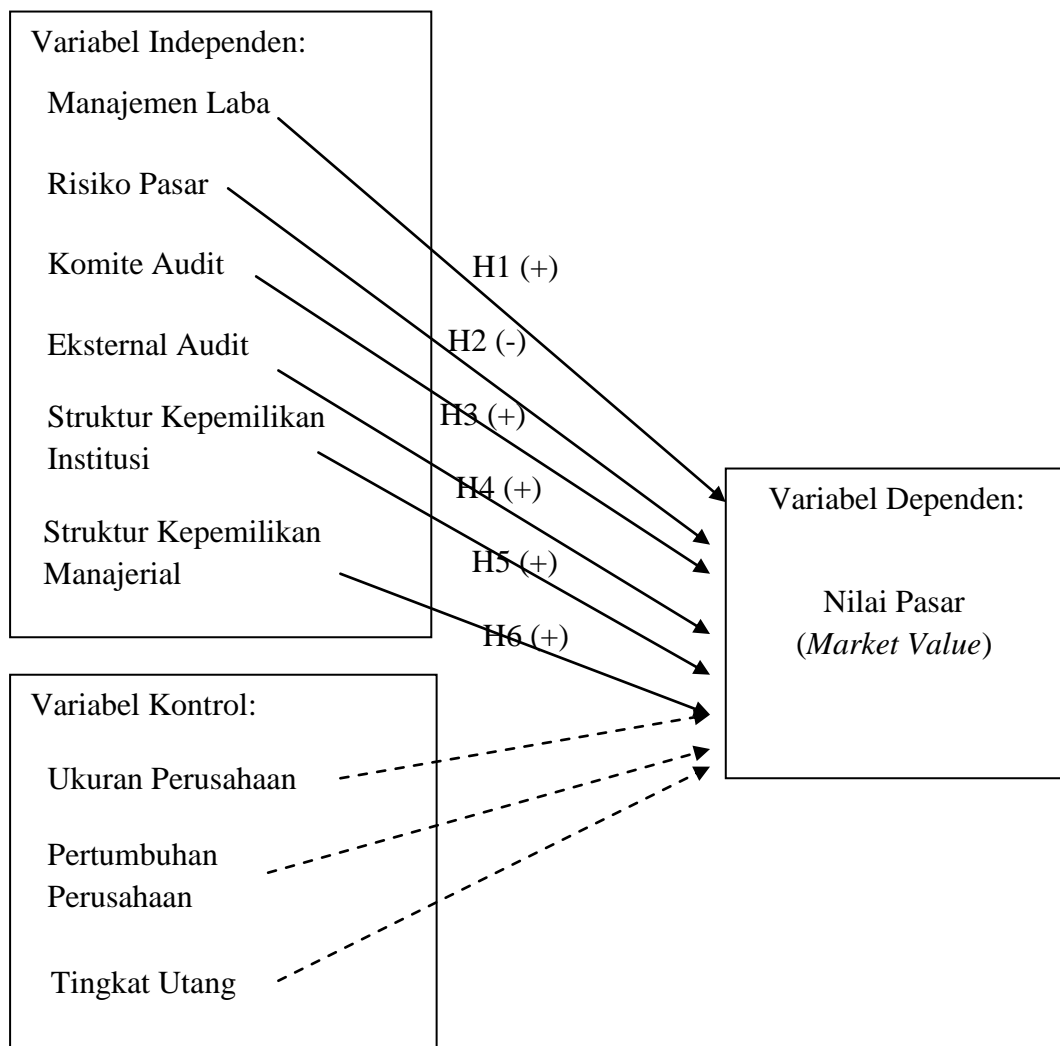 Variabel Independen:
Manajemen Laba
Risiko Pasar
Komite Audit
Eksternal Audit
Struktur Kepemilikan
Institusi
Struktur Kepemilikan
Manajerial
H1 (+)
H2 (-)
H3 (+)
H4 (+)
H5 (+)
H6 (+)
Variabel Dependen:
Nilai Pasar
(Market Value)
Variabel Kontrol:
Ukuran Perusahaan
Pertumbuhan
Perusahaan
Tingkat Utang